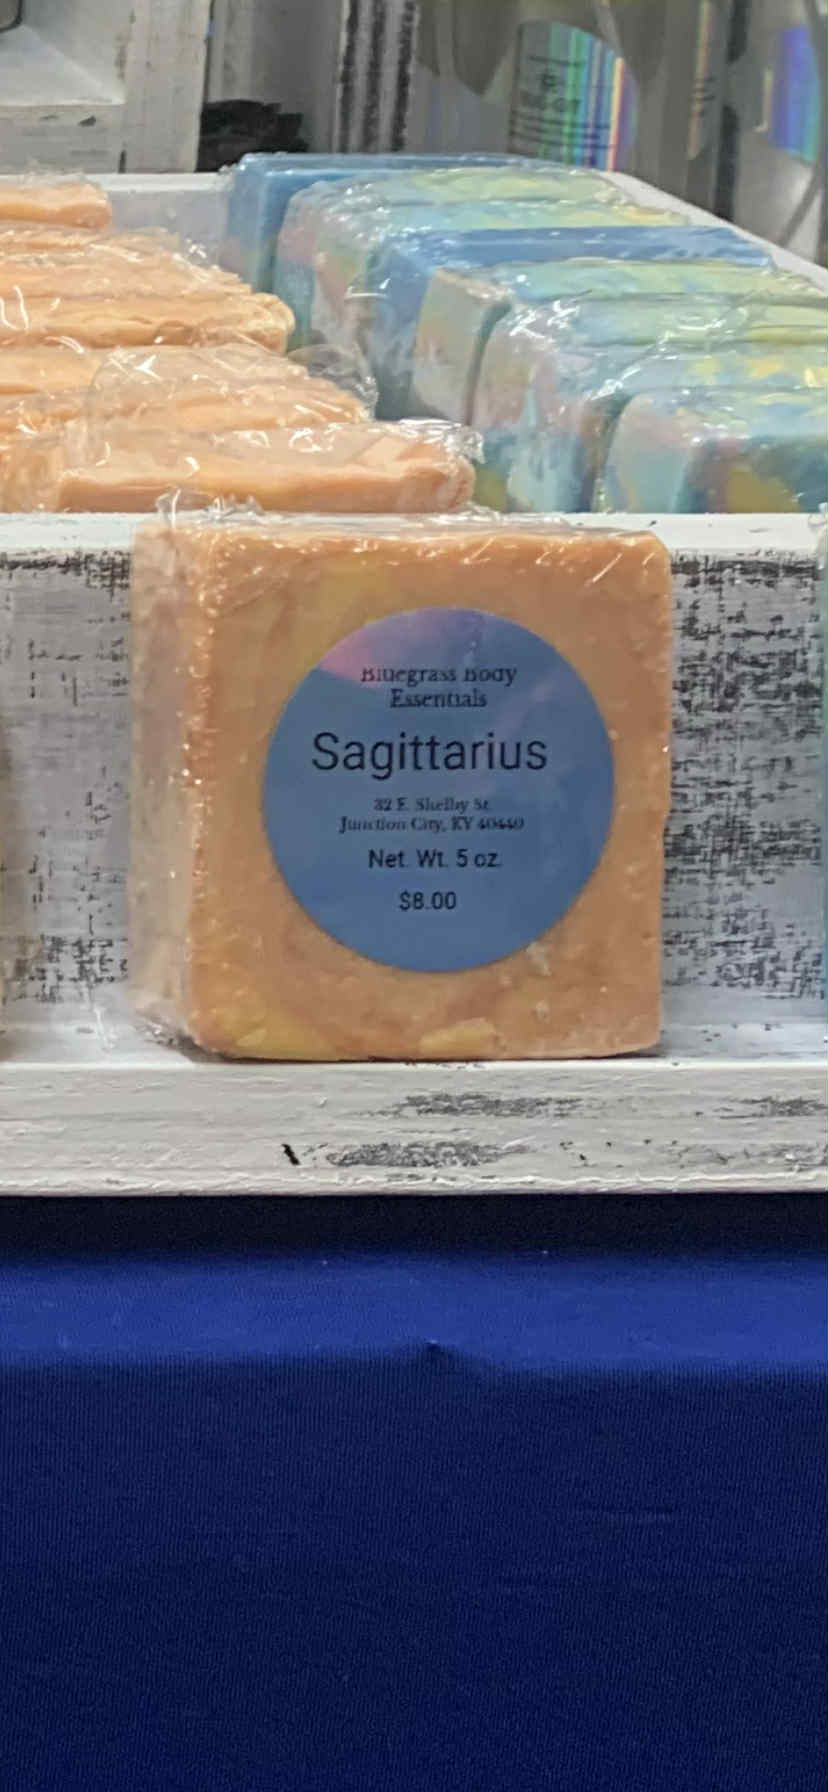 Bluegrass Body
Essentials
Sagittarius
32 E. Shelby St.
Junction City, KY 40440
Net. Wt. 5 oz.
$8.00